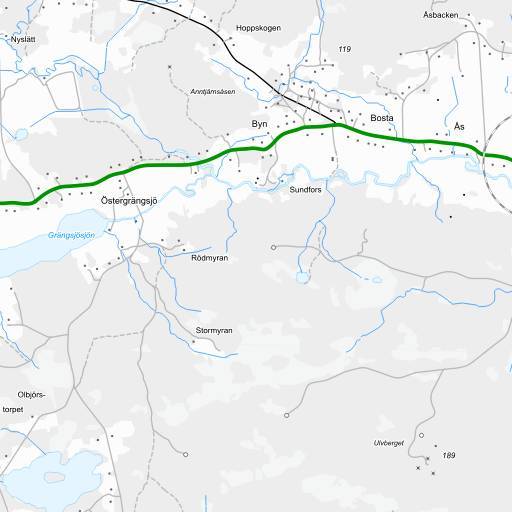 Åsbacken
Hoppskogen
Nyslätt
119
Anntjärnsåsen
Bosta
Byn
Ås
Sundfors
Östergrängsjö
Grängsjösjön
Rödmyran
Stormyran
Olbjörs-
torpet
Ulvberget
189